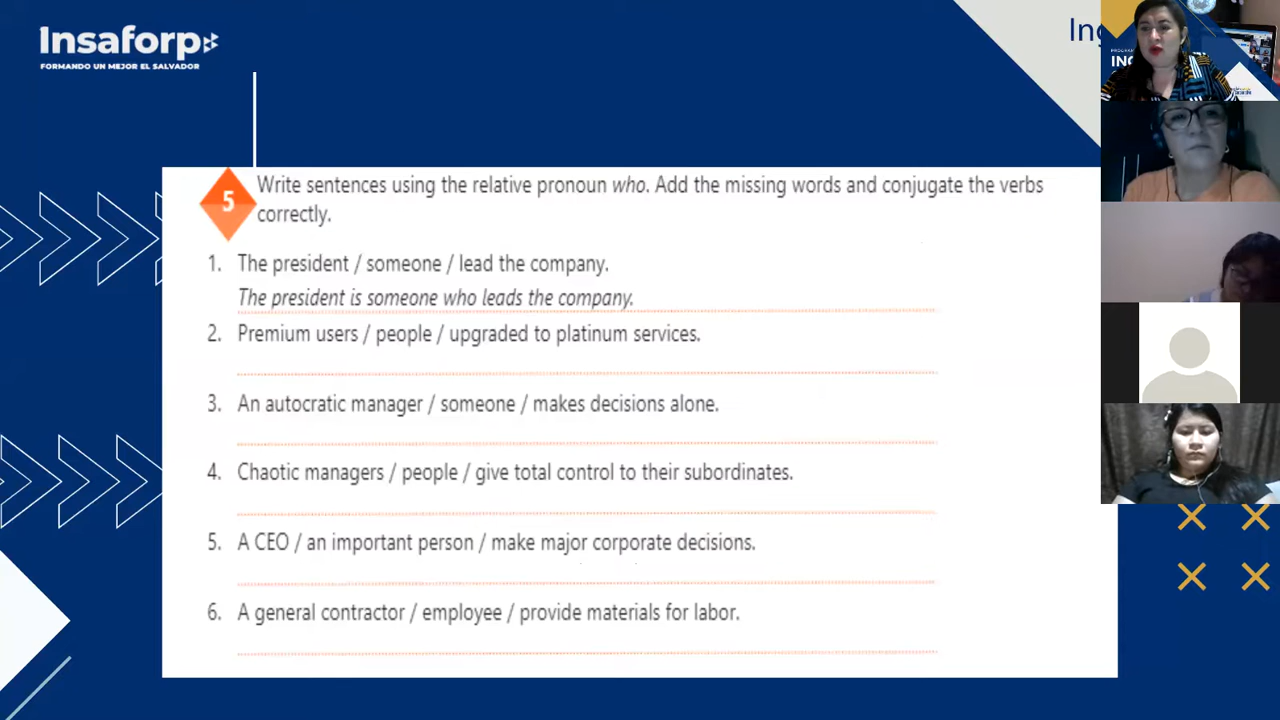 Insaforp
FORMANDO UN MEJOR EL SALVADOR
5
Write sentences using the relative pronoun who. Add the missing words and conjugate the verbs
correctly.
1. The president / someone / lead the company.
The president is someone who leads the company.
2. Premium users / people / upgraded to platinum services.
3. An autocratic manager / someone / makes decisions alone.
4. Chaotic managers / people / give total control to their subordinates.
5. A CEO / an important person / make major corporate decisions.
6. A general contractor / employee / provide materials for labor.